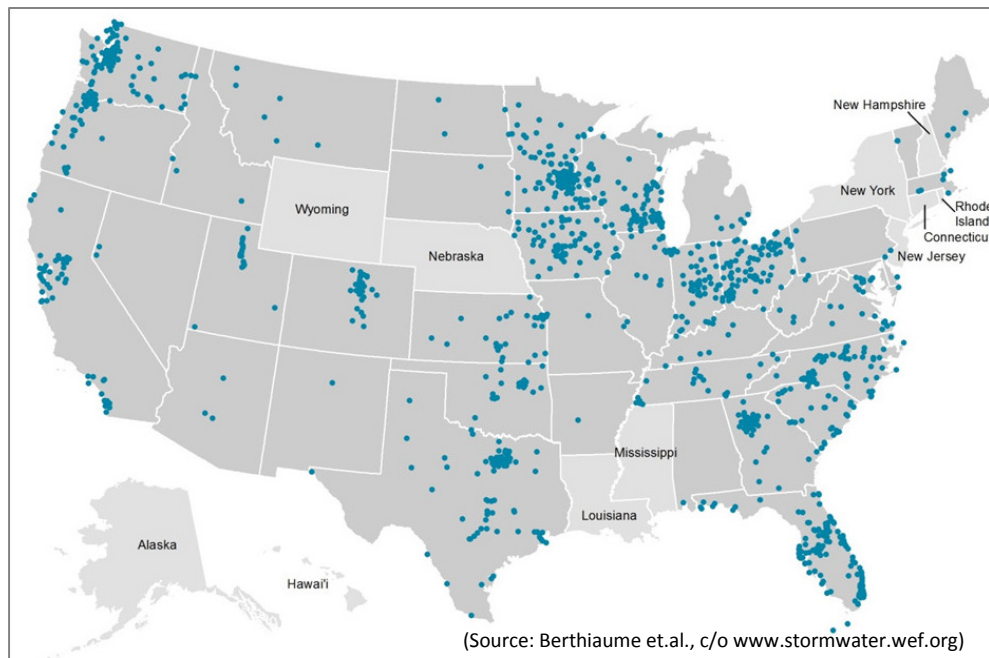 New Hampshire
New York
Rhode
Island
Connecticu
New Jersey
Wyoming
Nebraska
Mississippi
Louisiana
Alaska
Hawai'i
(Source: Berthiaume et.al., c/o www.stormwater.wef.org)